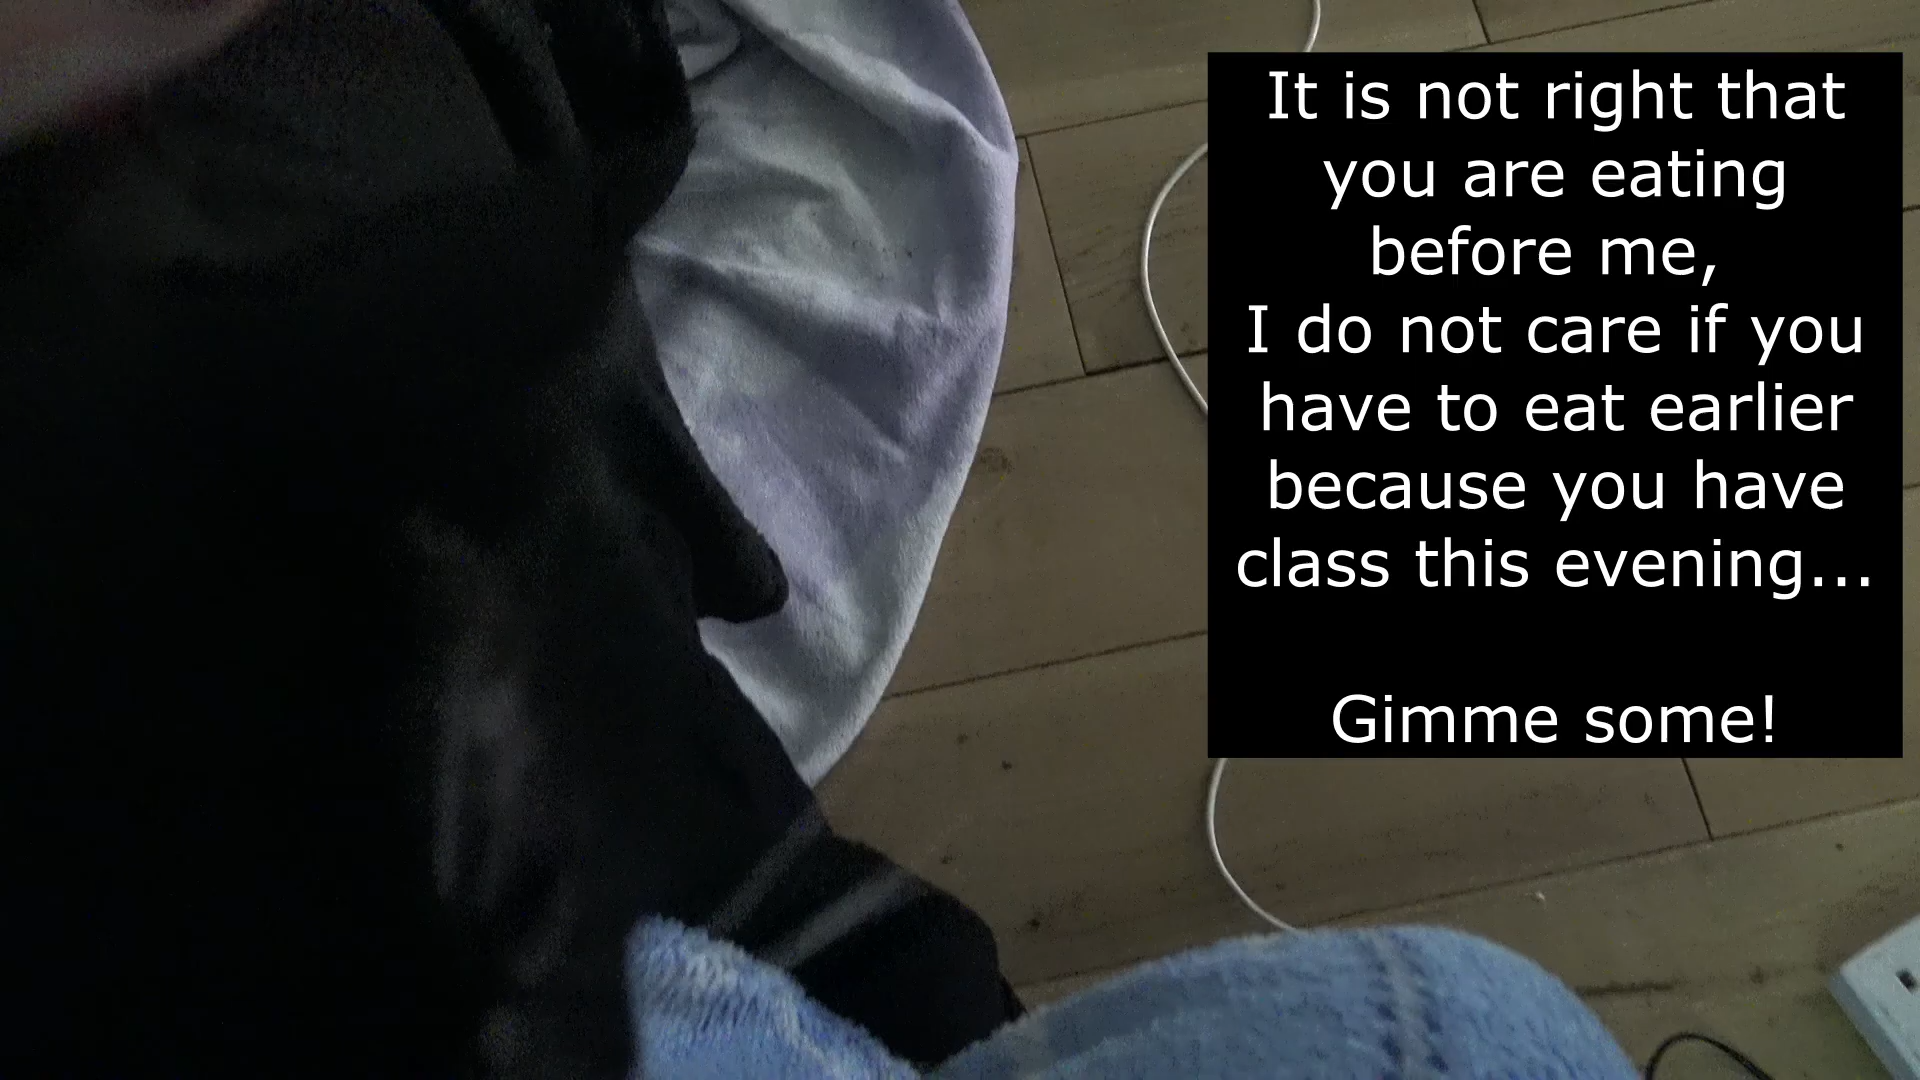 It is not right that
you are eating
before me,
I do not care if you
have to eat earlier
because you have
class this evening...
Gimme some!